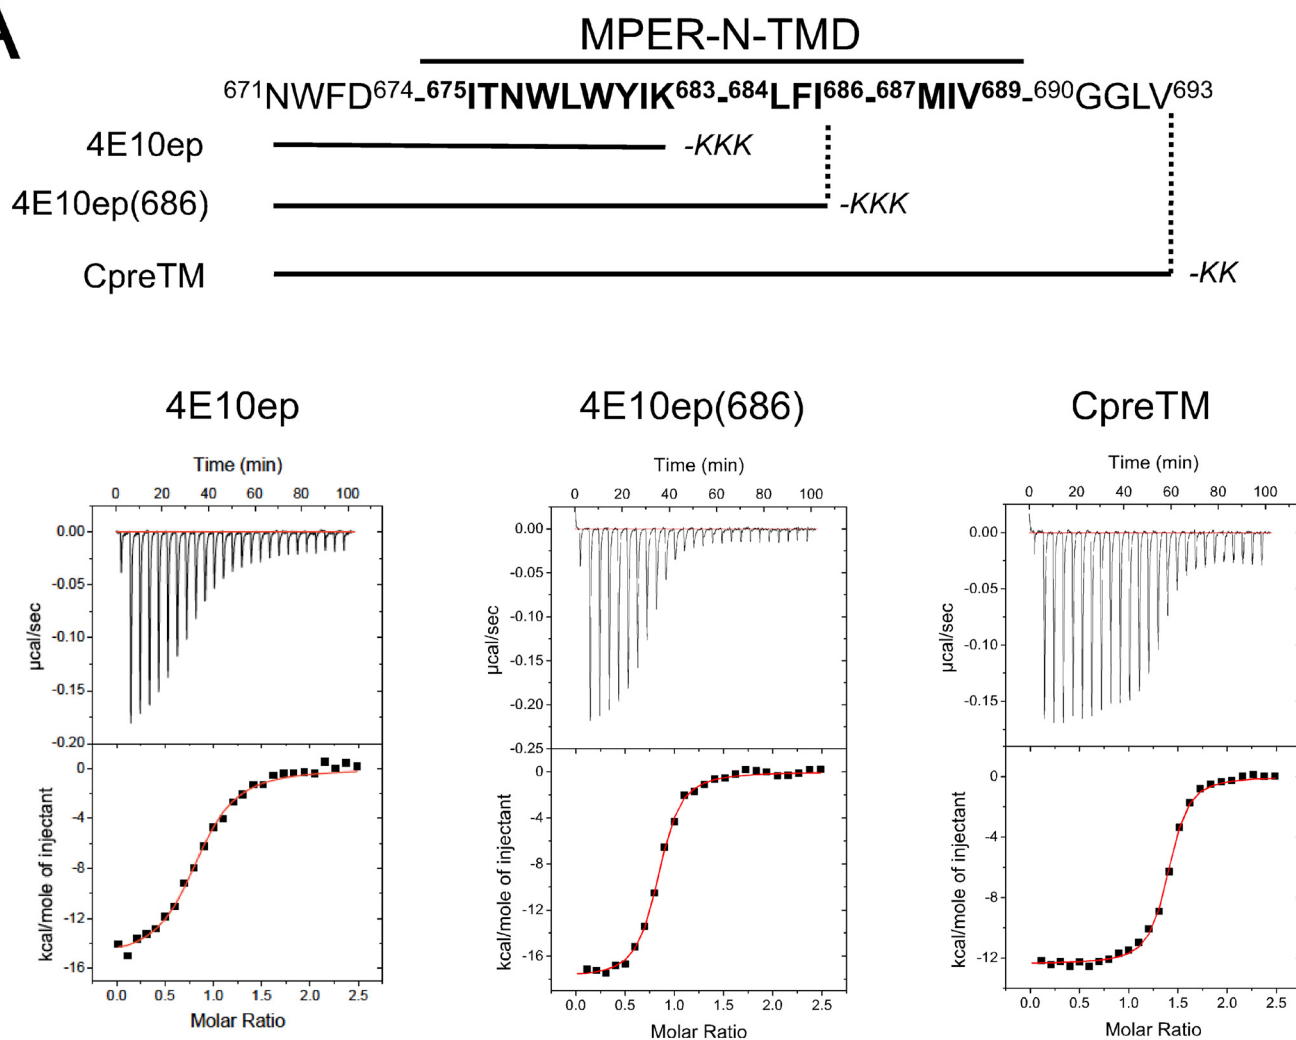 A
MPER-N-TMD
671NWFD674-675ITNWLWYIK683-684LFI686-687MIV689-690GGLV693
4E10ep -KKK
4E10ep(686) -KKK
CpreTM -KK
4E10ep 4E10ep(686) CpreTM
Time (min) Time (min) Time (min)
0 20 40 60 80 100 0 20 40 60 80 100 0 20 40 60 80 100
µcal/sec
0.00
-0.05
-0.10
-0.15
-0.20
kcal/mole of injectant
0
-4
-8
-12
-16
0.0 0.5 1.0 1.5 2.0 2.5
Molar Ratio
µcal/sec
0.00
-0.05
-0.10
-0.15
-0.20
-0.25
kcal/mole of injectant
0
-4
-8
-12
-16
0.0 0.5 1.0 1.5 2.0 2.5
Molar Ratio
µcal/sec
0.00
-0.05
-0.10
-0.15
kcal/mole of injectant
0
-4
-8
-12
0.0 0.5 1.0 1.5 2.0 2.5
Molar Ratio